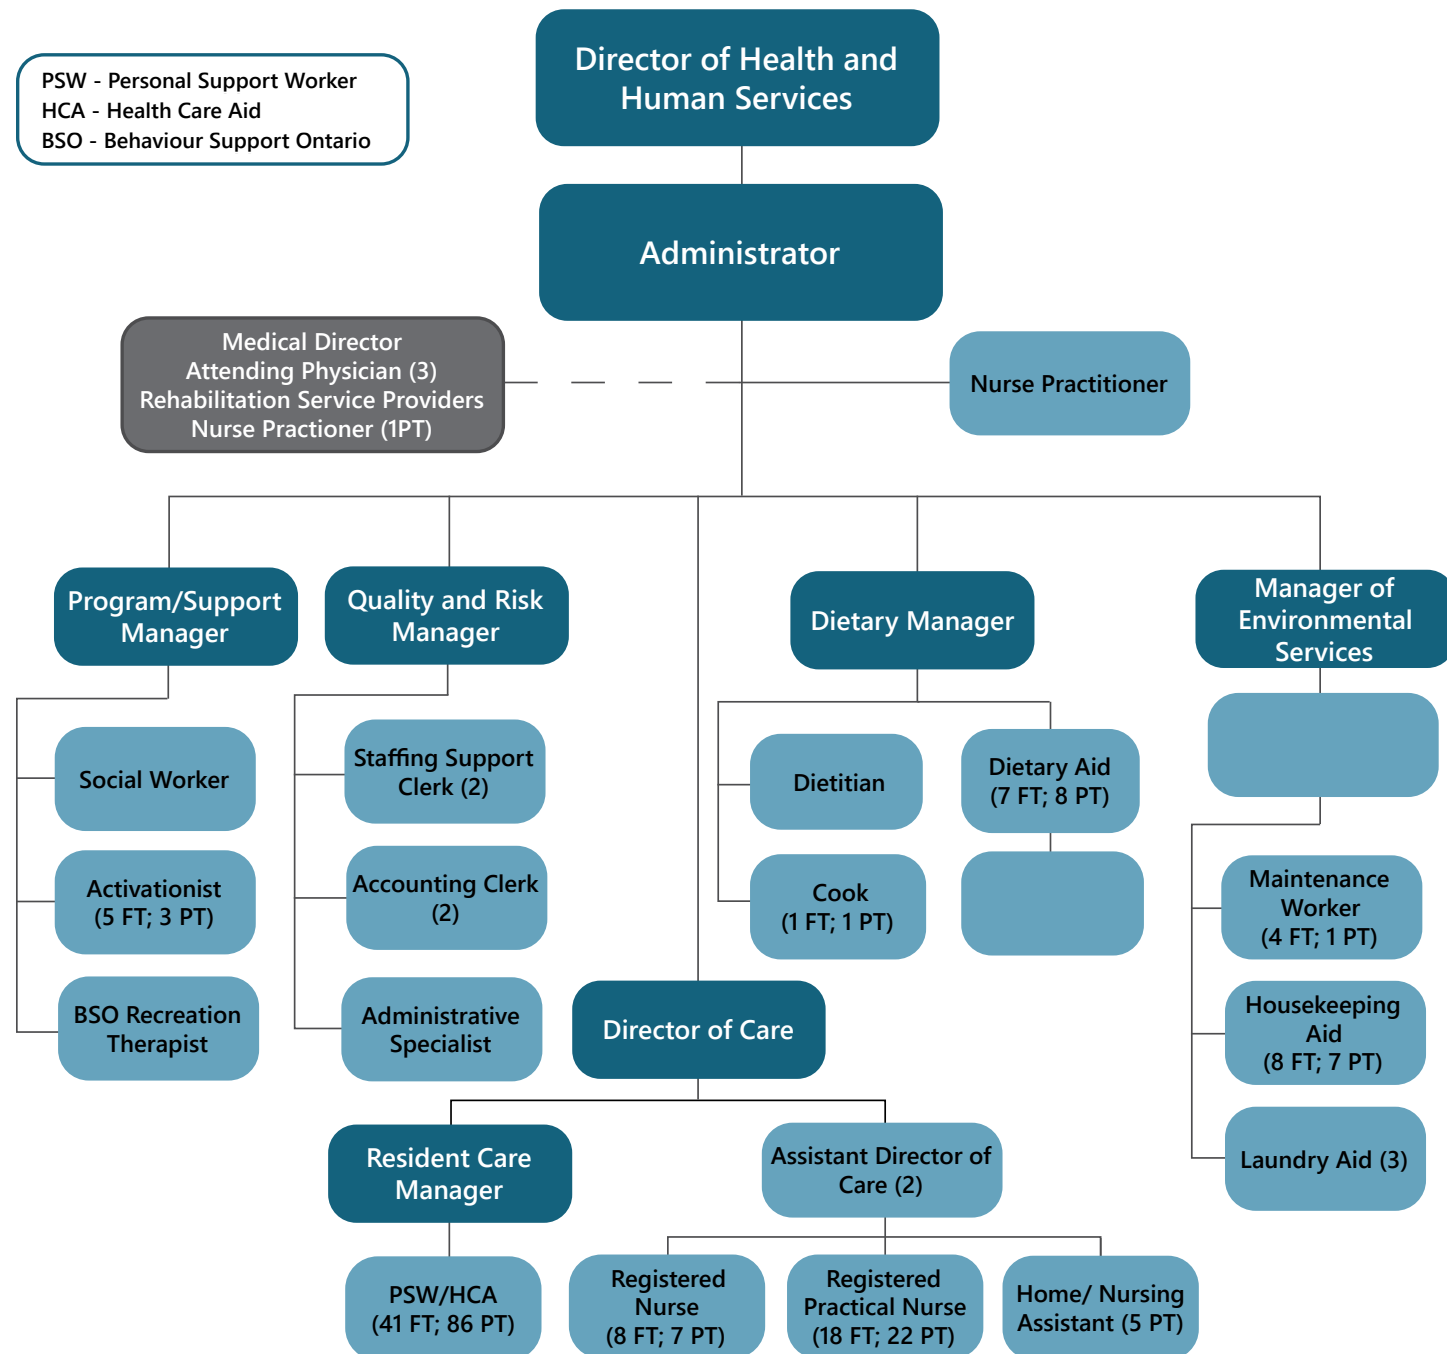 PSW - Personal Support Worker
HCA - Health Care Aid
BSO - Behaviour Support Ontario
Director of Health and
Human Services
Administrator
Medical Director
Attending Physician (3)
Rehabilitation Service Providers
Nurse Practioner (1PT)
Nurse Practitioner
Program/Support
Manager
Quality and Risk
Manager
Dietary Manager
Manager of
Environmental
Services
Social Worker
Activationist
(5 FT; 3 PT)
BSO Recreation
Therapist
Staffing Support
Clerk (2)
Accounting Clerk
(2)
Administrative
Specialist
Dietitian
Cook
(1 FT; 1 PT)
Dietary Aid
(7 FT; 8 PT)
Maintenance
Worker
(4 FT; 1 PT)
Housekeeping
Aid
(8 FT; 7 PT)
Laundry Aid (3)
Director of Care
Resident Care
Manager
Assistant Director of
Care (2)
PSW/HCA
(41 FT; 86 PT)
Registered
Nurse
(8 FT; 7 PT)
Registered
Practical Nurse
(18 FT; 22 PT)
Home/ Nursing
Assistant (5 PT)